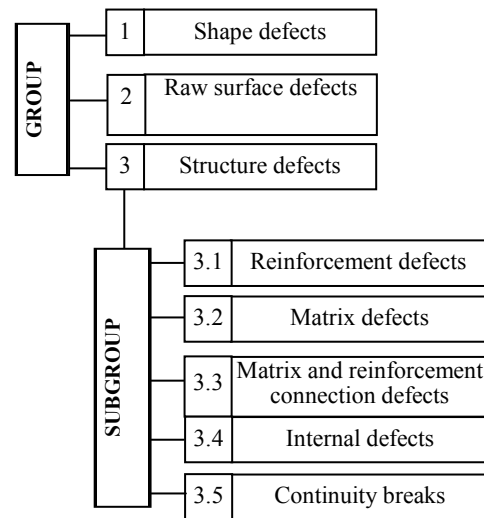 GROUP
1 Shape defects
2 Raw surface defects
3 Structure defects
SUBGROUP
3.1 Reinforcement defects
3.2 Matrix defects
3.3 Matrix and reinforcement
connection defects
3.4 Internal defects
3.5 Continuity breaks